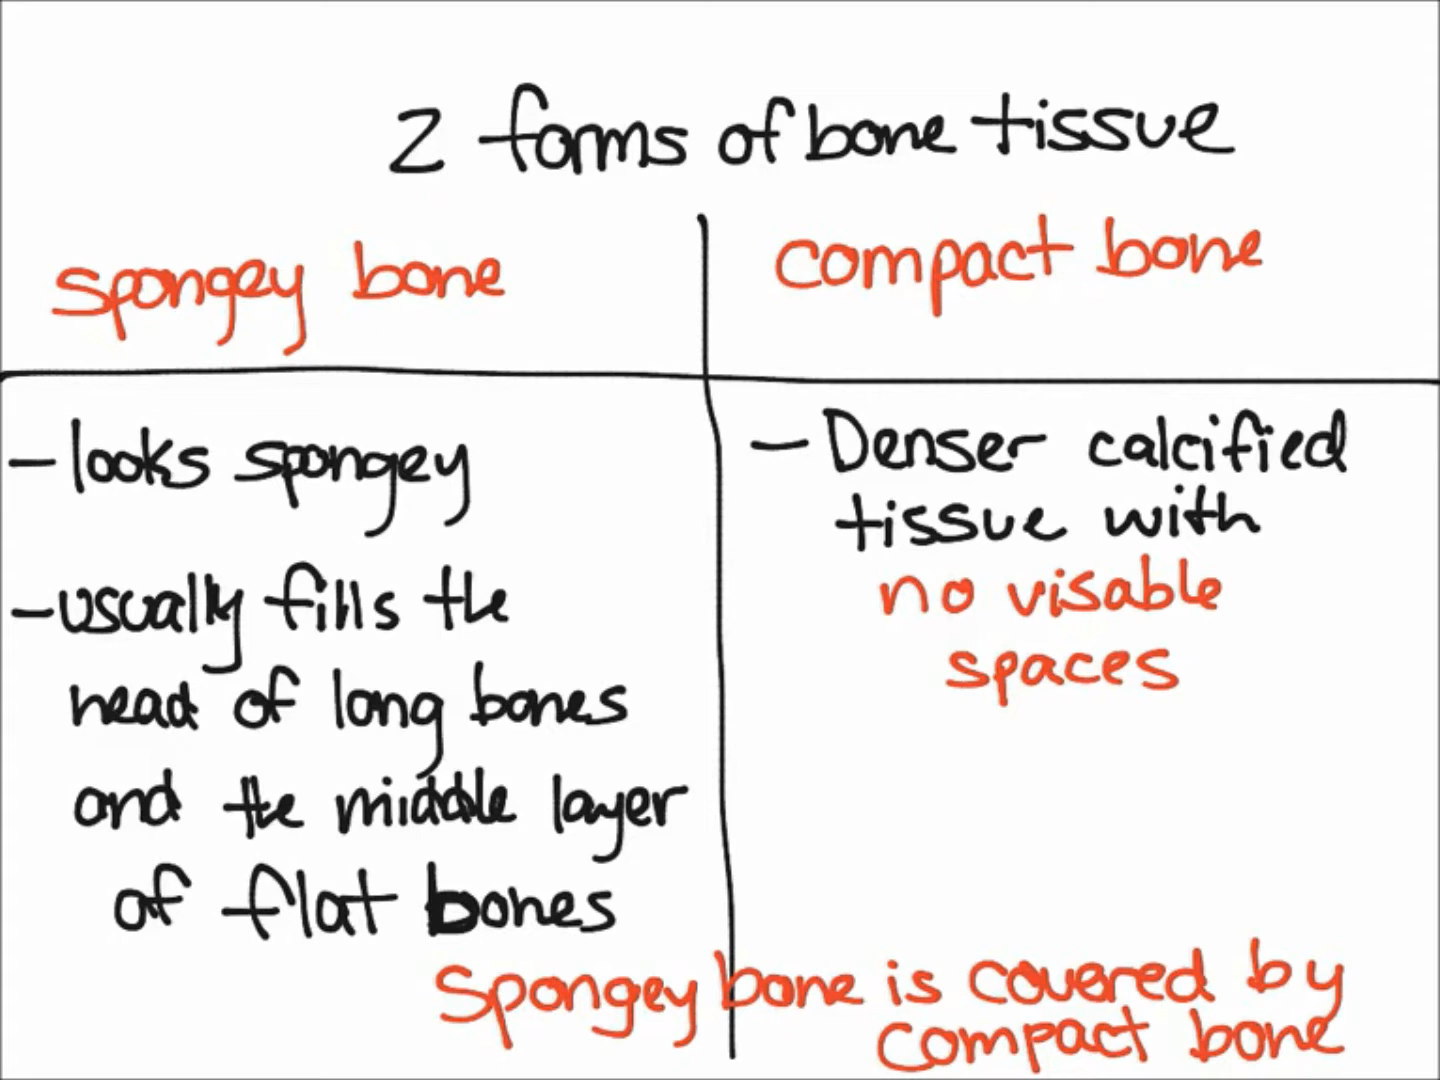 2 forms of bone tissue
spongey bone
compact bone
- looks spongey
- usually fills the
head of long bones
and the middle layer
of flat bones
- Denser calcified
tissue with
no visable
spaces
Spongey bone is covered by
compact bone